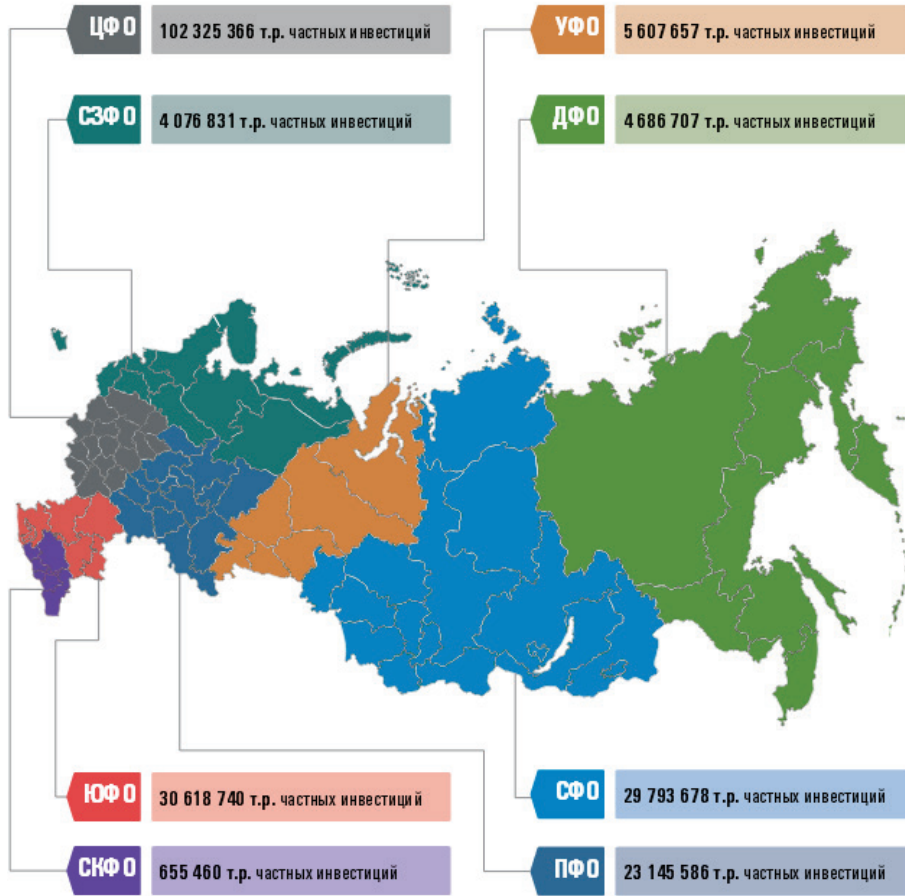 ЦФО 102 325 366 т.р. частных инвестиций
УФО 5 607 657 т.р. частных инвестиций
СЗФО 4 076 831 т.р. частных инвестиций
ДФО 4 686 707 т.р. частных инвестиций
ЮФО 30 618 740 т.р. частных инвестиций
СФО 29 793 678 т.р. частных инвестиций
СКФО 655 460 т.р. частных инвестиций
ПФО 23 145 586 т.р. частных инвестиций